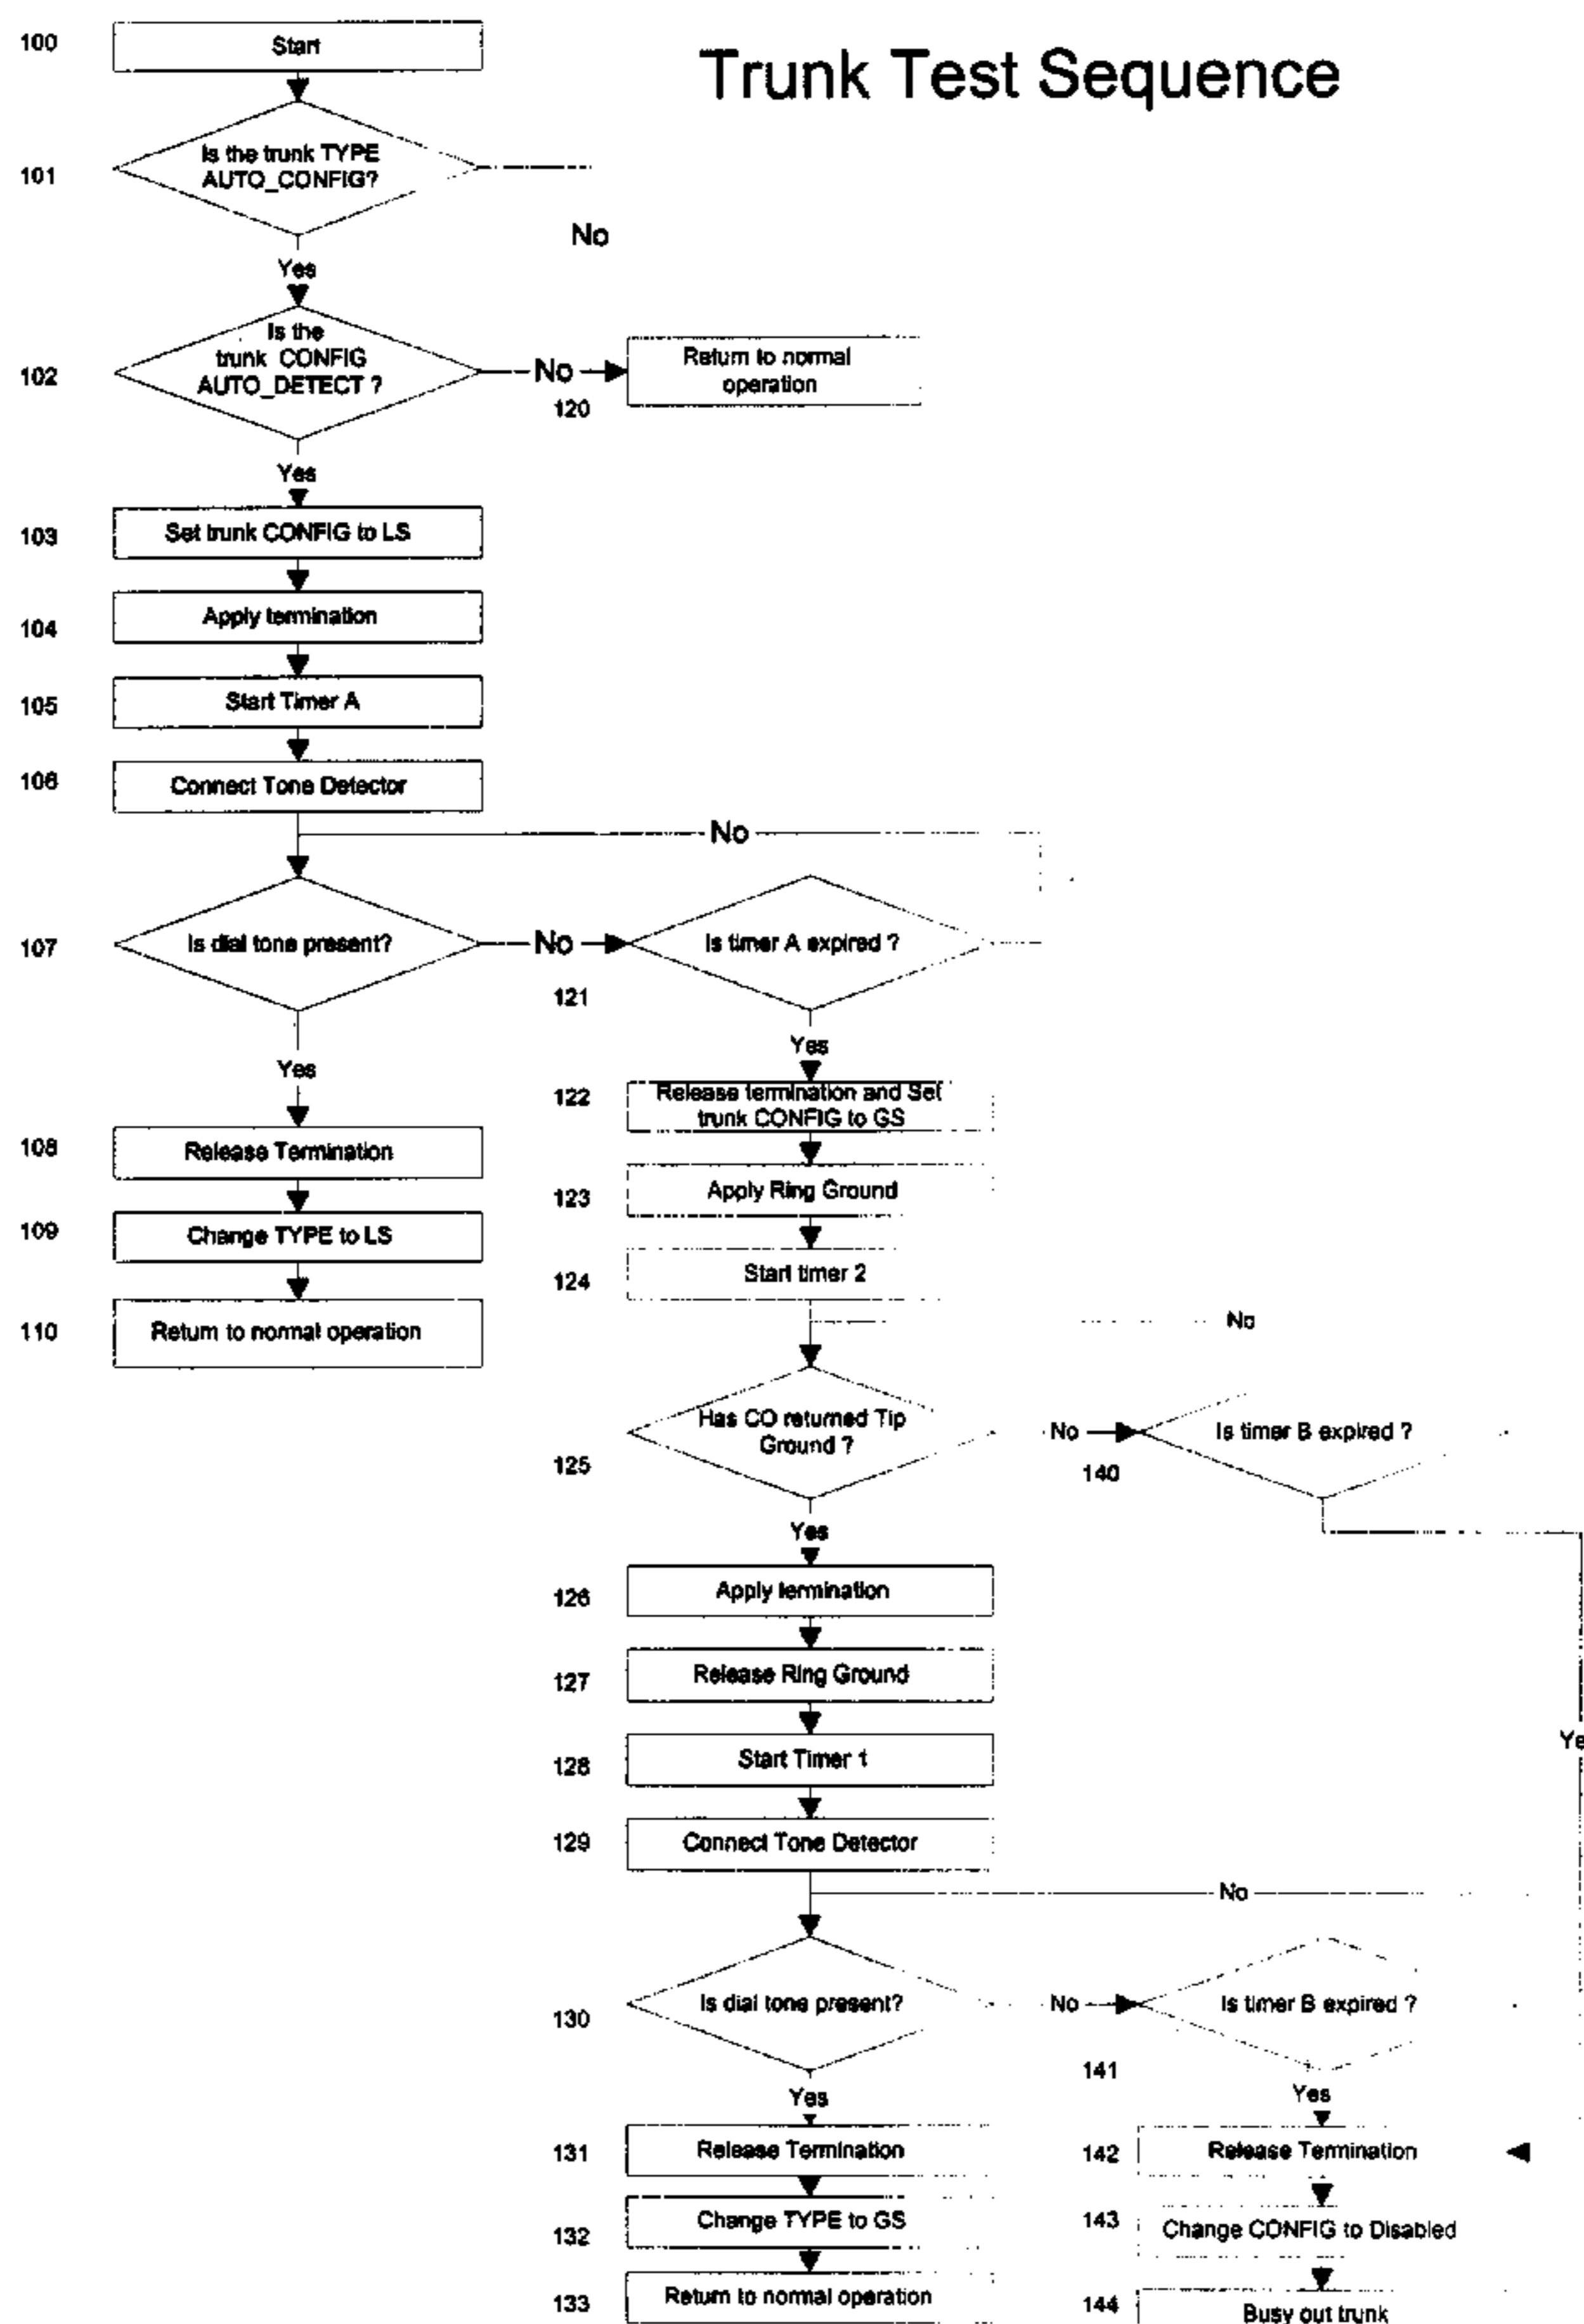 Trunk Test Sequence
100
Start
101
Is the trunk TYPE
AUTO_CONFIG?
No
Yes
102
Is the
trunk CONFIG
AUTO_DETECT ?
No
120
Return to normal
operation
Yes
103
Set trunk CONFIG to LS
104
Apply termination
105
Start Timer A
106
Connect Tone Detector
No
107
Is dial tone present?
No
121
Is timer A expired ?
Yes
Yes
108
Release Termination
109
Change TYPE to LS
110
Return to normal operation
122
Release termination and Set
trunk CONFIG to GS
123
Apply Ring Ground
124
Start timer 2
No
125
Has CO returned Tip
Ground ?
No
140
Is timer B expired ?
Yes
126
Apply termination
127
Release Ring Ground
128
Start Timer 1
Ye
129
Connect Tone Detector
No
130
Is dial tone present?
No
141
Is timer B expired ?
Yes
Yes
131
Release Termination
142
Release Termination
132
Change TYPE to GS
143
Change CONFIG to Disabled
133
Return to normal operation
144
Busy out trunk